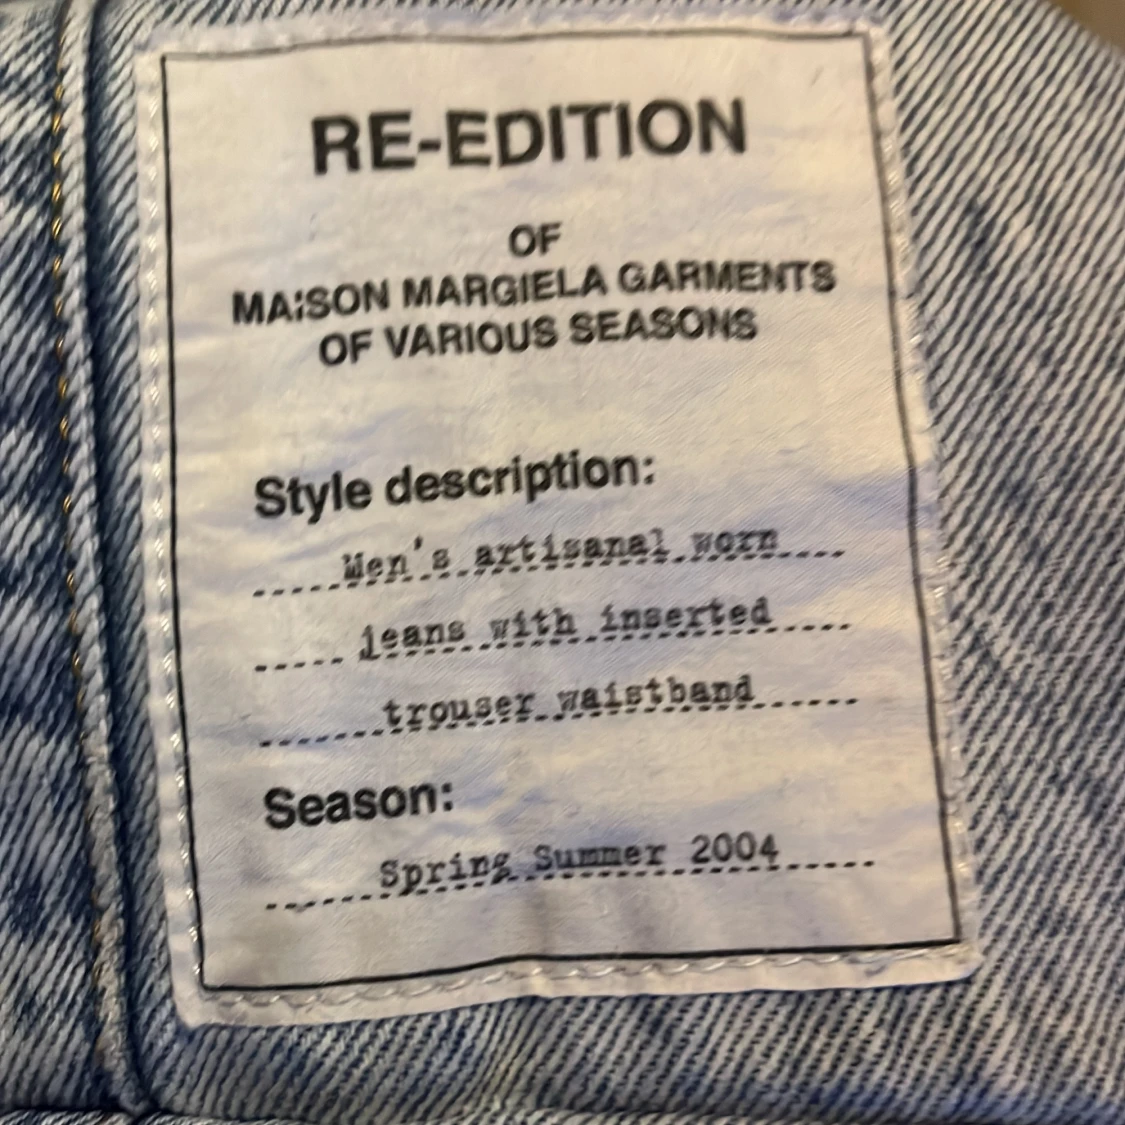 RE-EDITION
OF
MAISON MARGIELA GARMENTS
OF VARIOUS SEASONS
Style description:
Men's artisanal worn
jeans with inserted
trouser waistband
Season:
Spring Summer 2004